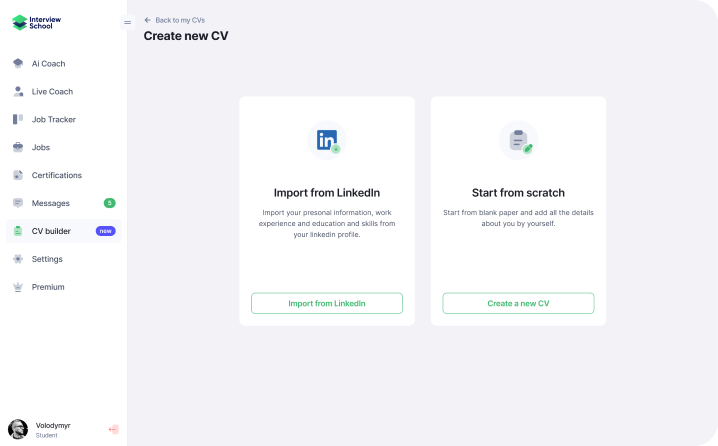 Interview
School
Ai Coach
Live Coach
Job Tracker
Jobs
Certifications
Messages 5
CV builder new
Settings
Premium
Volodymyr
Student
Back to my CVs
Create new CV
in
Import from LinkedIn
Import your presonal information, work
experience and education and skills from
your linkedin profile.
Import from LinkedIn
Start from scratch
Start from blank paper and add all the details
about you by yourself.
Create a new CV